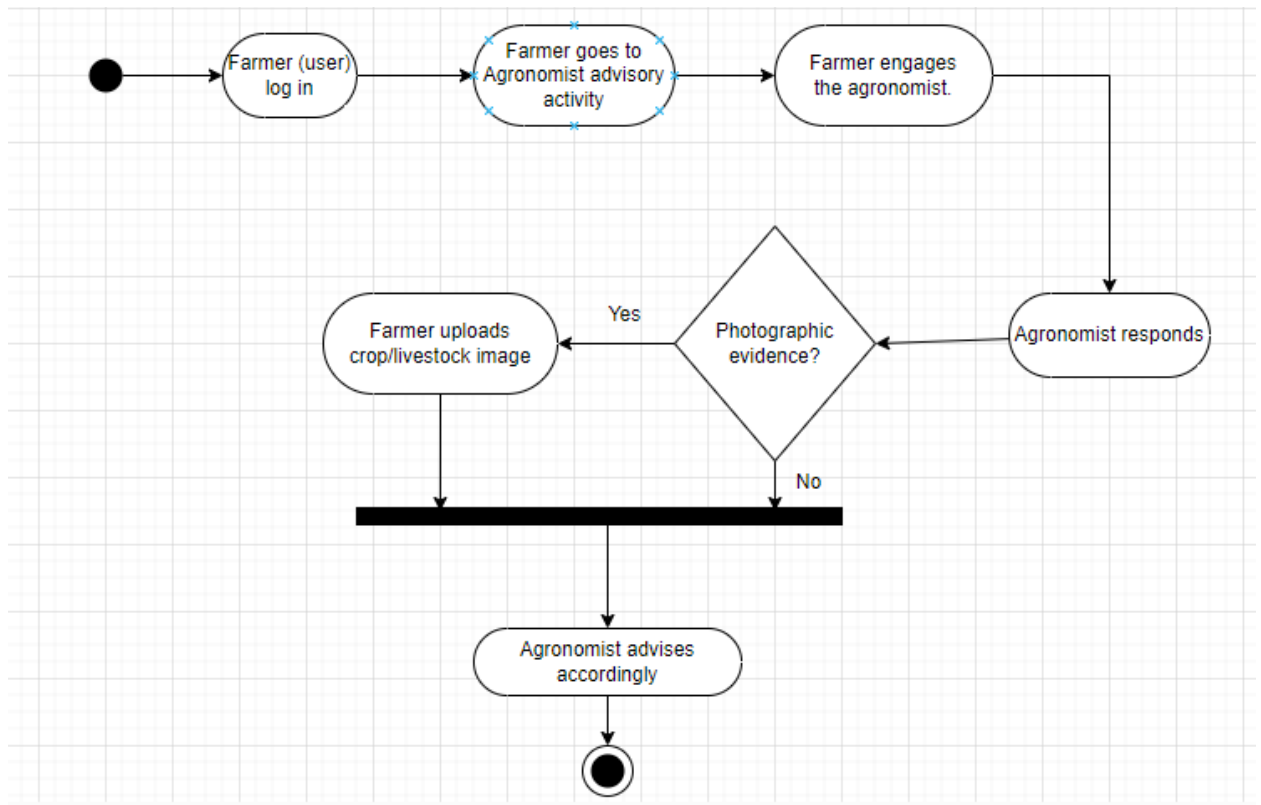 Farmer (user)
log in
Farmer goes to
Agronomist advisory
activity
Farmer engages
the agronomist.
Agronomist responds
Photographic
evidence?
Yes
Farmer uploads
crop/livestock image
No
Agronomist advises
accordingly